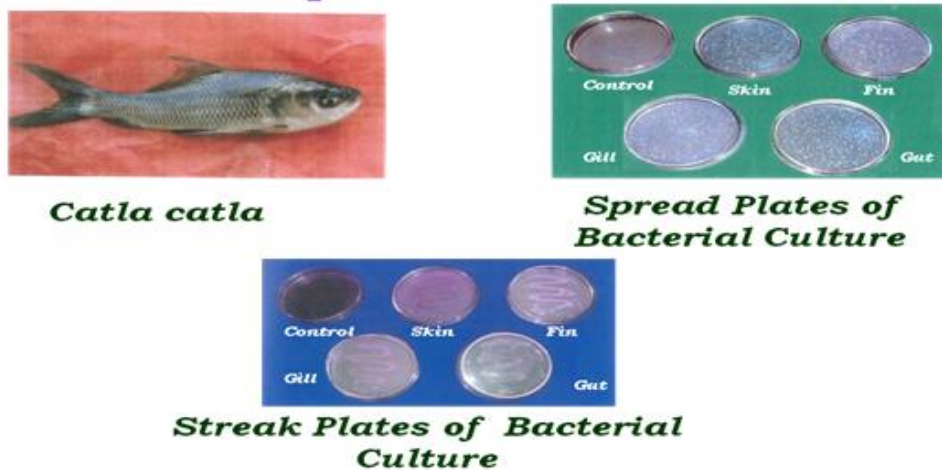 Control
Skin
Fin
Gill
Gut
Catla catla
Spread Plates of
Bacterial Culture
Control
Skin
Fin
Gill
Gut
Streak Plates of Bacterial
Culture